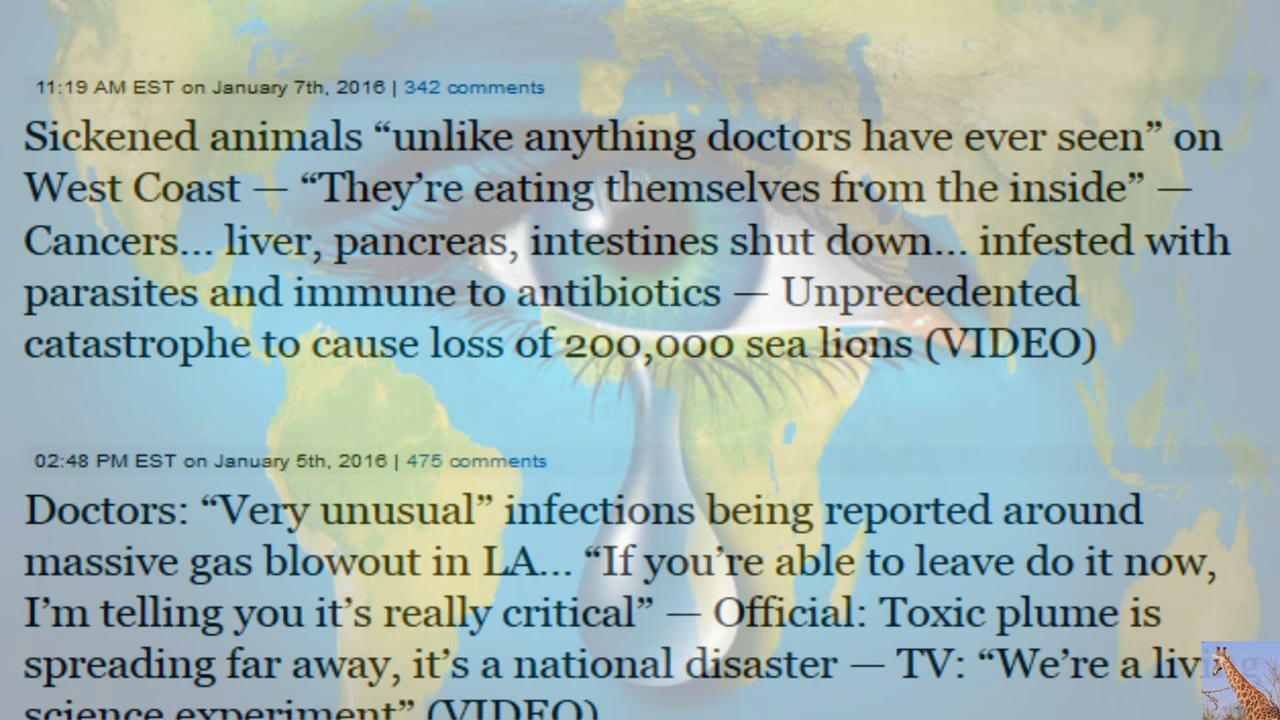 11:19 AM EST on January 7th, 2016 | 342 comments
Sickened animals “unlike anything doctors have ever seen” on
West Coast — “They’re eating themselves from the inside” —
Cancers… liver, pancreas, intestines shut down… infested with
parasites and immune to antibiotics — Unprecedented
catastrophe to cause loss of 200,000 sea lions (VIDEO)
02:48 PM EST on January 5th, 2016 | 475 comments
Doctors: “Very unusual” infections being reported around
massive gas blowout in LA… “If you’re able to leave do it now,
I’m telling you it’s really critical” — Official: Toxic plume is
spreading far away, it’s a national disaster — TV: “We’re a living
science experiment” (VIDEO)